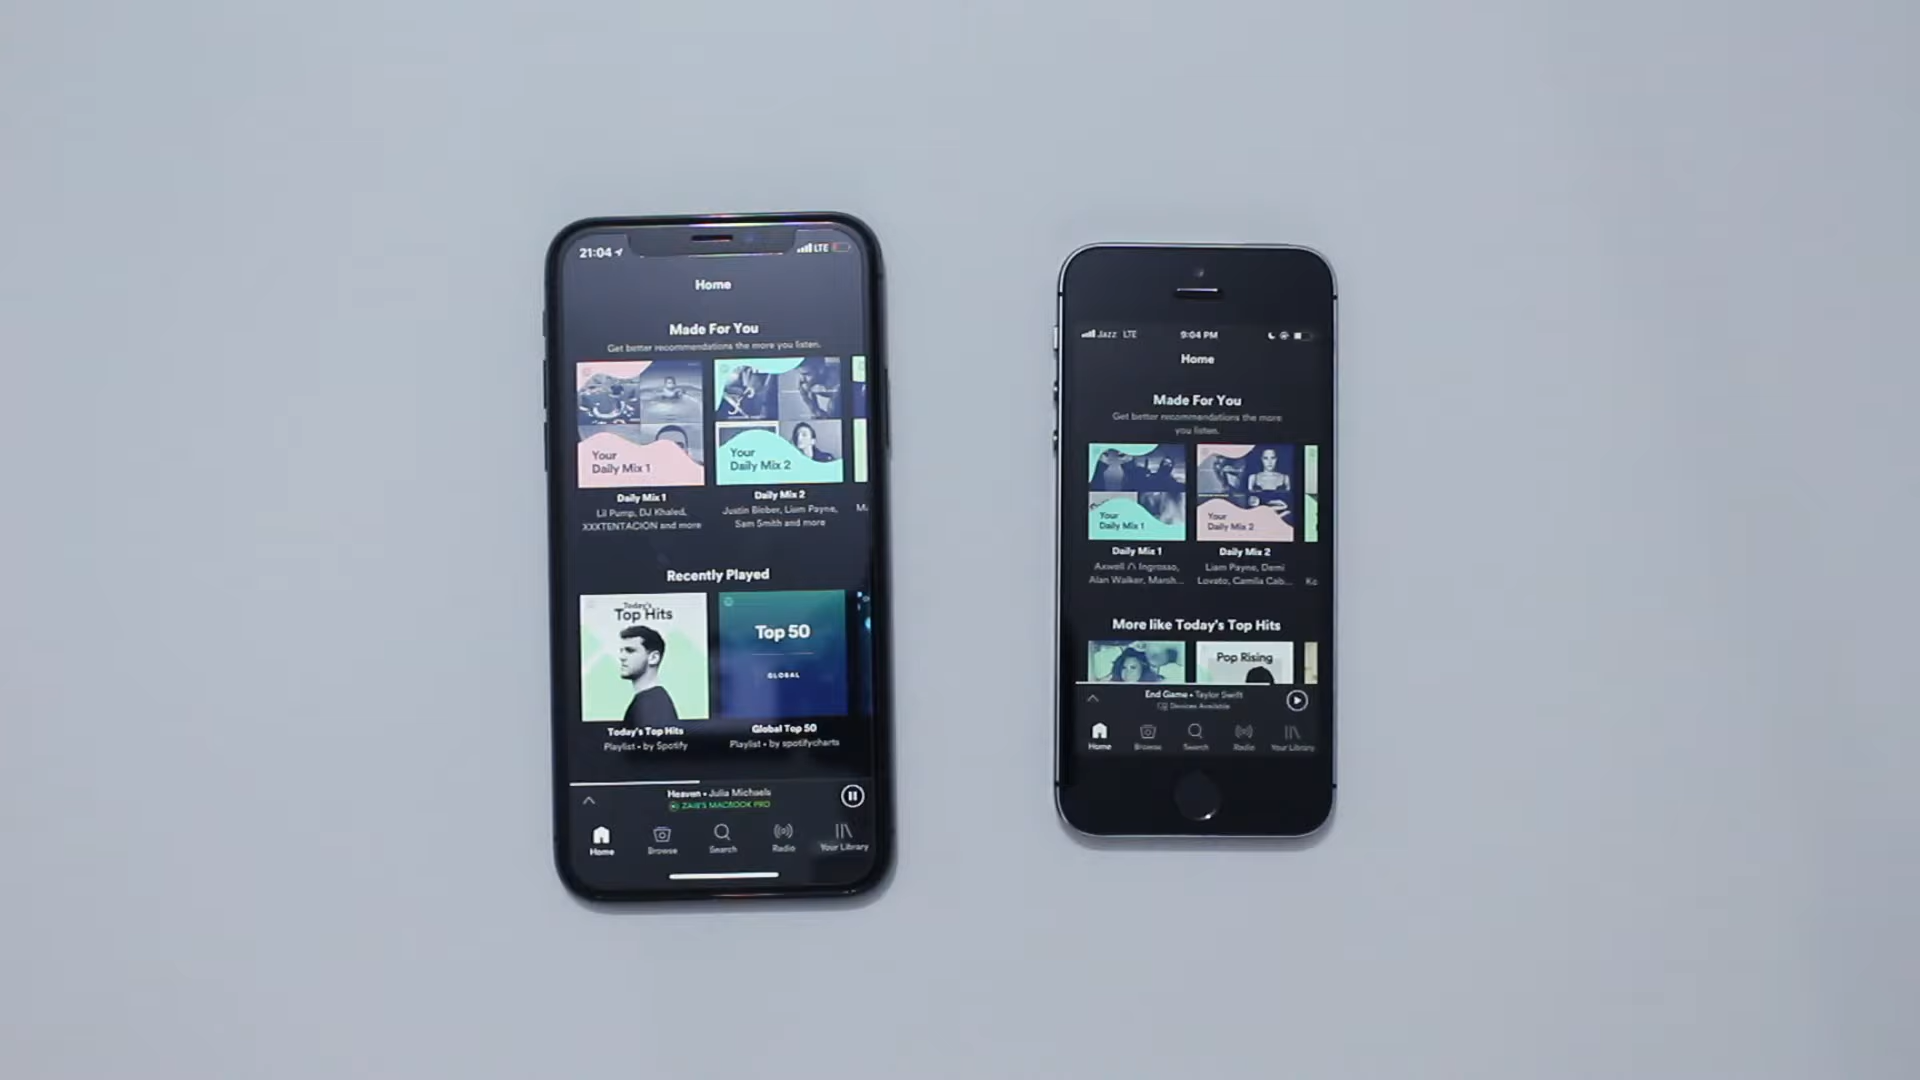 21:04
LTE
Home
Made For You
Get better recommendations the more you listen.
Your
Daily Mix 1
Your
Daily Mix 2
Daily Mix 1
Lil Pump, DJ Khaled,
XXXTENTACION and more
Daily Mix 2
Justin Bieber, Liam Payne,
Sam Smith and more
M
Recently Played
Today's
Top Hits
Top 50
GLOBAL
Today's Top Hits
Playlist • by Spotify
Global Top 50
Playlist • by spotifycharts
Heaven • Julia Michaels
MACBOOK PRO
Home
Browse
Search
Radio
Your Library
Jazz LTE
9:04 PM
Home
Made For You
Get better recommendations the more
you listen.
Your
Daily Mix 1
Your
Daily Mix 2
Daily Mix 1
Axwell /\ Ingrosso,
Alan Walker, Marsh...
Daily Mix 2
Liam Payne, Demi
Lovato, Camila Cab...
Ko
More like Today's Top Hits
Pop Rising
End Game • Taylor Swift
Devices Available
Home
Browse
Search
Radio
Your Library